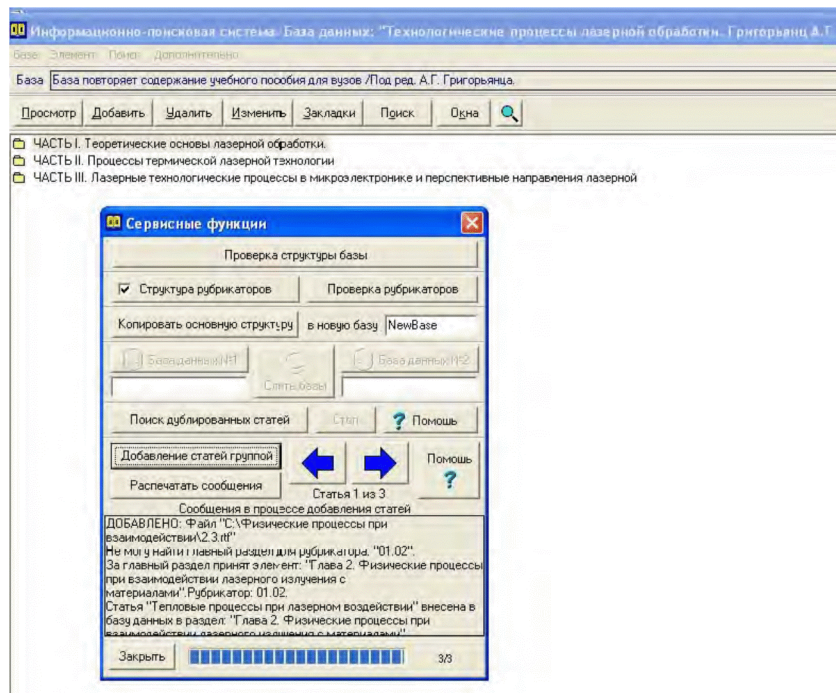 Информационно-поисковая система. База данных: "Технологические процессы лазерной обработки. Григорьянц А.Г.
База Элемент Поиск Дополнительно
База База повторяет содержание учебного пособия для вузов /Под ред. А.Г. Григорьянца.
Просмотр Добавить Удалить Изменить Закладки Поиск Окна
ЧАСТЬ I. Теоретические основы лазерной обработки.
ЧАСТЬ II. Процессы термической лазерной технологии
ЧАСТЬ III. Лазерные технологические процессы в микроэлектронике и перспективные направления лазерной
Сервисные функции
Проверка структуры базы
Структура рубрикаторов Проверка рубрикаторов
Копировать основную структуру в новую базу NewBase
База данных №1 База данных №2
Слить базы
Поиск дублированных статей Стоп ? Помошь
Добавление статей группой Помошь
Распечатать сообщения ?
Статья 1 из 3
Сообщения в процессе добавления статей
ДОБАВЛЕНО: Файл "C:\Физические процессы при
взаимодействии\2.3.rtf"
Не могу найти главный раздел для рубрикатора: "01.02".
За главный раздел принят элемент: "Глава 2. Физические процессы
при взаимодействии лазерного излучения с
материалами".Рубрикатор: 01.02.
Статья "Тепловые процессы при лазерном воздействии" внесена в
базу данных в раздел: "Глава 2. Физические процессы при
взаимодействии лазерного излучения с материалами"
Закрыть 3/3